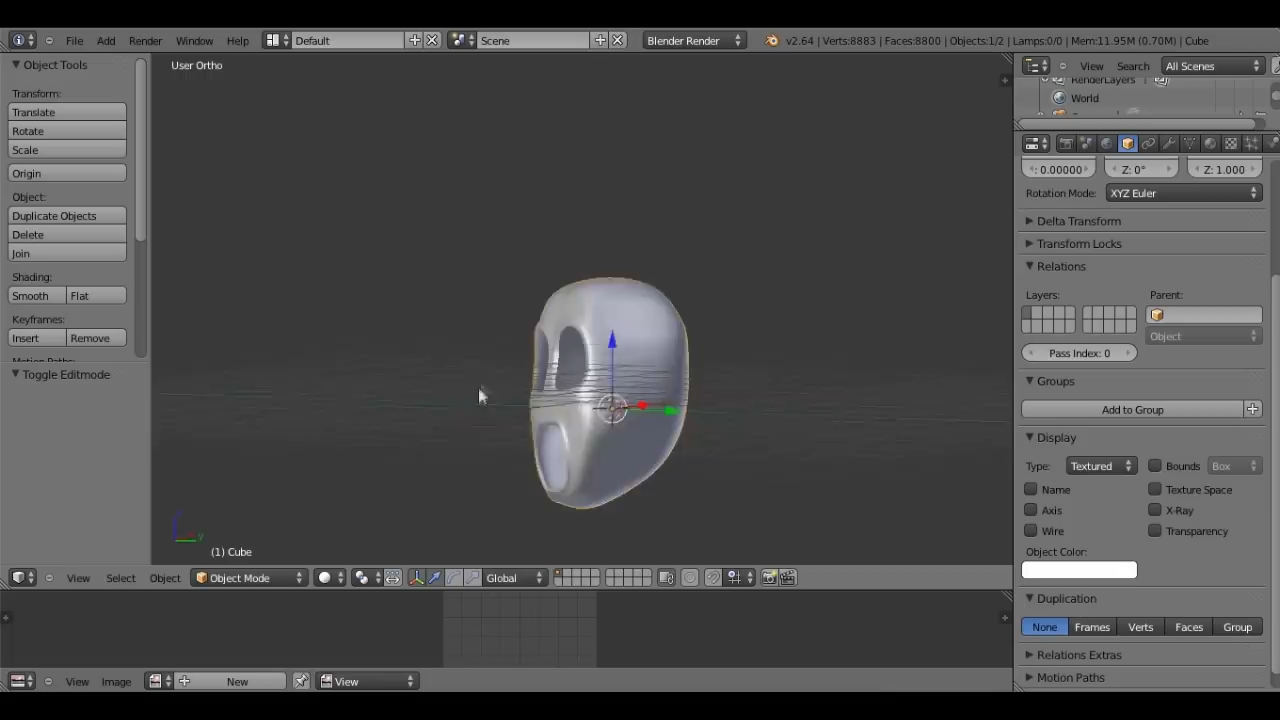 File Add Render Window Help Default Scene Blender Render v2.64 | Verts:8883 | Faces:8800 | Objects:1/2 | Lamps:0/0 | Mem:11.95M (0.70M) | Cube
Object Tools
Transform:
Translate
Rotate
Scale
Origin
Object:
Duplicate Objects
Delete
Join
Shading:
Smooth Flat
Keyframes:
Insert Remove
Motion Paths:
Toggle Editmode
User Ortho
(1) Cube
View Select Object Object Mode Global
View Image New View
View Search All Scenes
RenderLayers
World
: 0.00000 Z: 0° Z: 1.000
Rotation Mode: XYZ Euler
Delta Transform
Transform Locks
Relations
Layers: Parent:
Object
Pass Index: 0
Groups
Add to Group
Display
Type: Textured Bounds Box
Name Texture Space
Axis X-Ray
Wire Transparency
Object Color:
Duplication
None Frames Verts Faces Group
Relations Extras
Motion Paths